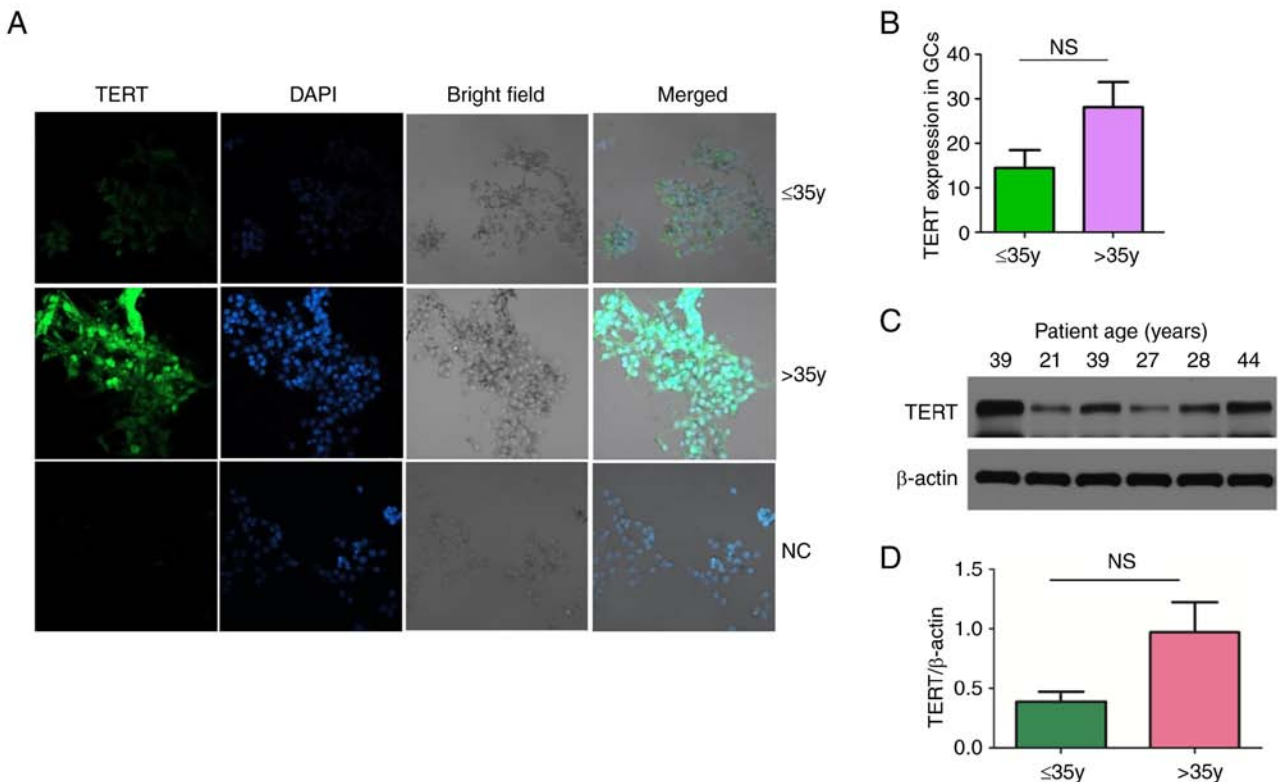 A
TERT DAPI Bright field Merged
≤35y
>35y
NC
B
TERT expression in GCs
40
30
20
10
0
NS
≤35y >35y
C
Patient age (years)
39 21 39 27 28 44
TERT
β-actin
D
TERT/β-actin
1.5
1.0
0.5
0.0
NS
≤35y >35y